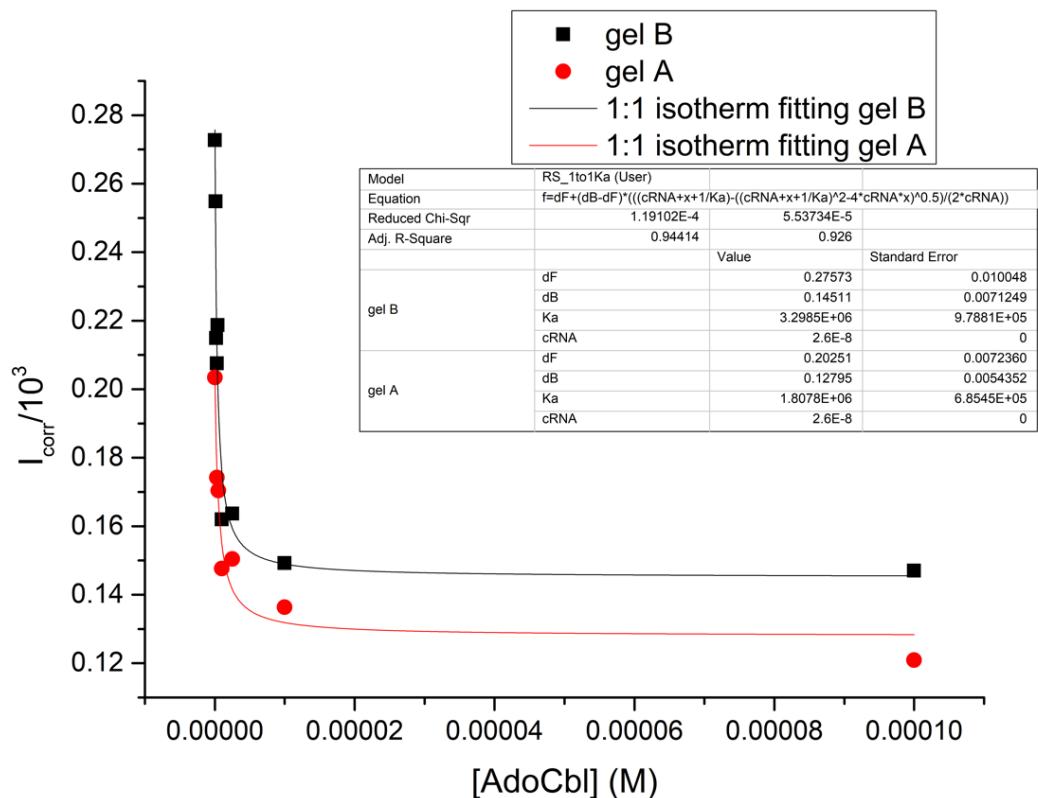 gel B
gel A
1:1 isotherm fitting gel B
1:1 isotherm fitting gel A
Model RS_1to1Ka (User)
Equation f=dF+(dB-dF)*(((cRNA+x+1/Ka)-((cRNA+x+1/Ka)^2-4*cRNA*x)^0.5)/(2*cRNA))
Reduced Chi-Sqr 1.19102E-4 5.53734E-5
Adj. R-Square 0.94414 0.926
Value Standard Error
gel B dF 0.27573 0.010048
dB 0.14511 0.0071249
Ka 3.2985E+06 9.7881E+05
cRNA 2.6E-8 0
gel A dF 0.20251 0.0072360
dB 0.12795 0.0054352
Ka 1.8078E+06 6.8545E+05
cRNA 2.6E-8 0
I_corr/10^3
0.28
0.26
0.24
0.22
0.20
0.18
0.16
0.14
0.12
0.00000 0.00002 0.00004 0.00006 0.00008 0.00010
[AdoCbl] (M)